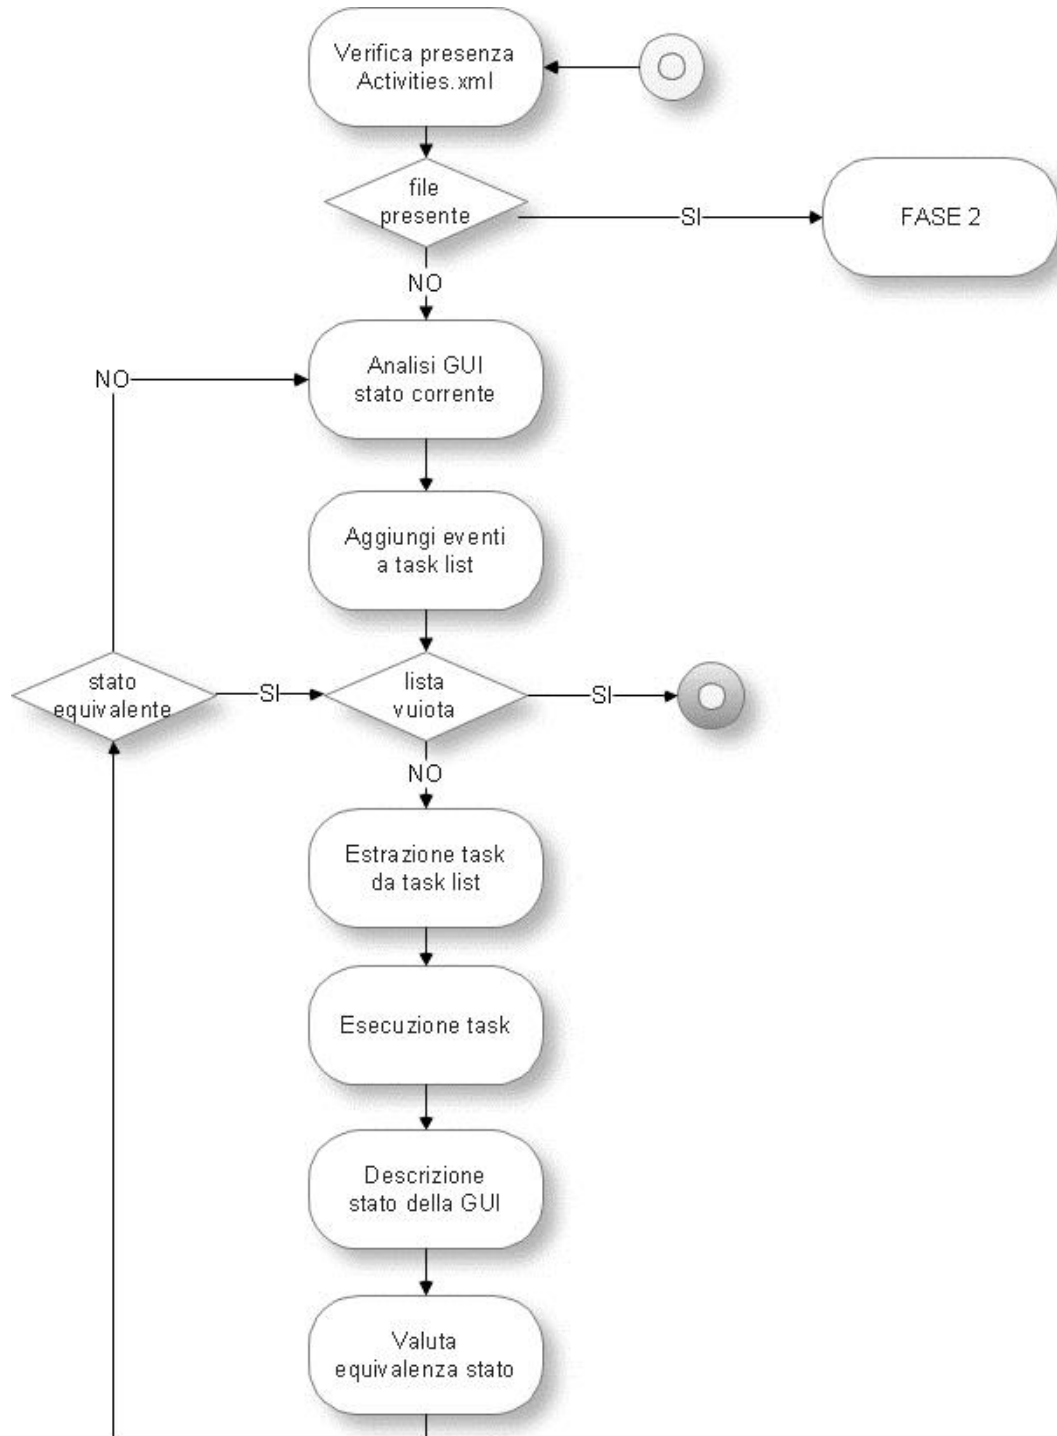 Verifica presenza
Activities.xml
file
presente
SI
FASE 2
NO
Analisi GUI
stato corrente
NO
Aggiungi eventi
a task list
stato
equivalente
SI
lista
vuiota
SI
NO
Estrazione task
da task list
Esecuzione task
Descrizione
stato della GUI
Valuta
equivalenza stato